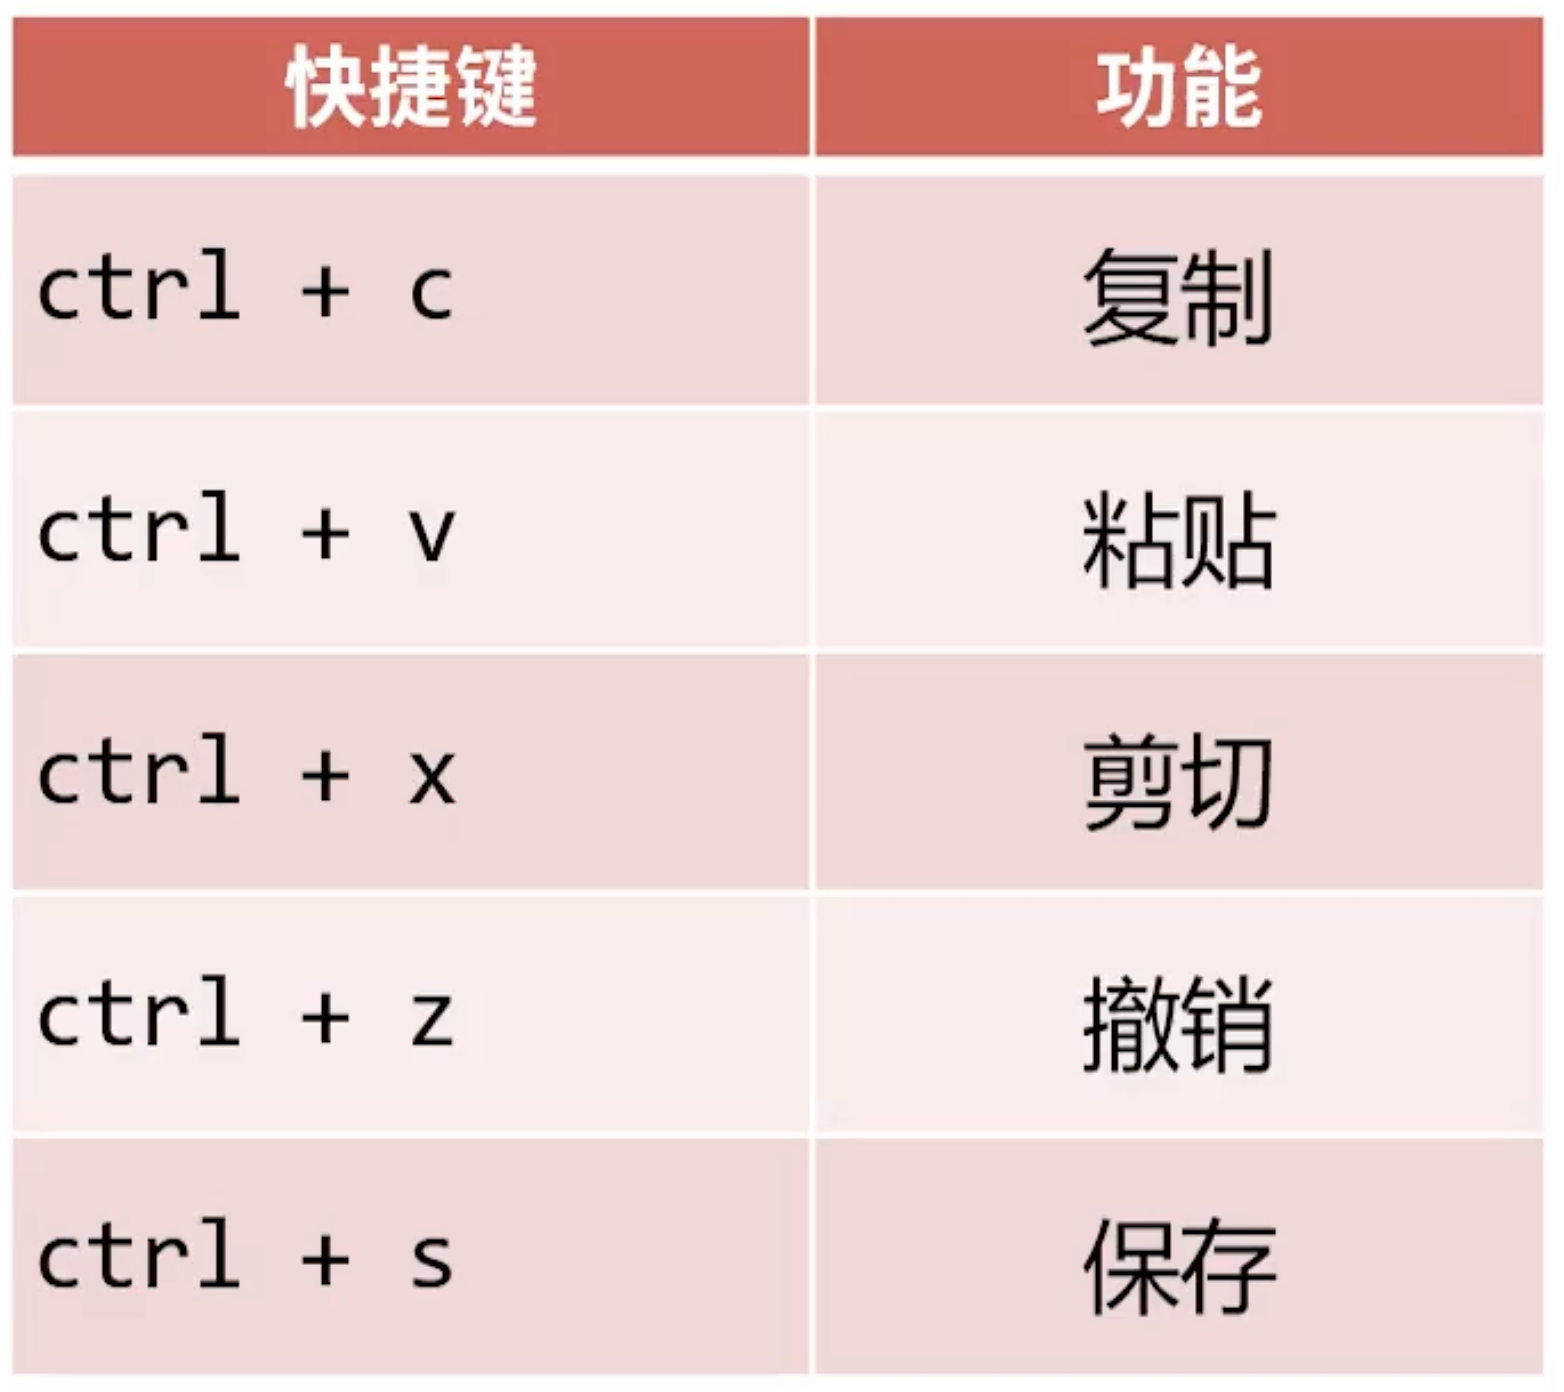 快捷键 功能
ctrl + c 复制
ctrl + v 粘贴
ctrl + x 剪切
ctrl + z 撤销
ctrl + s 保存